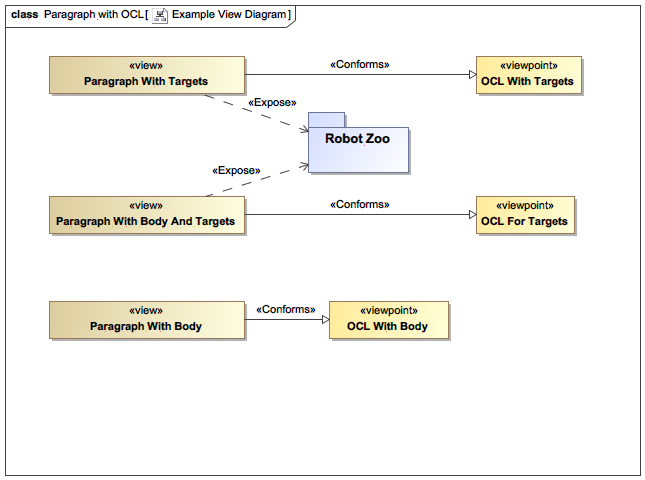 class Paragraph with OCL[ Example View Diagram ]
«view»
Paragraph With Targets
«Conforms»
«viewpoint»
OCL With Targets
«Expose»
Robot Zoo
«Expose»
«view»
Paragraph With Body And Targets
«Conforms»
«viewpoint»
OCL For Targets
«view»
Paragraph With Body
«Conforms»
«viewpoint»
OCL With Body